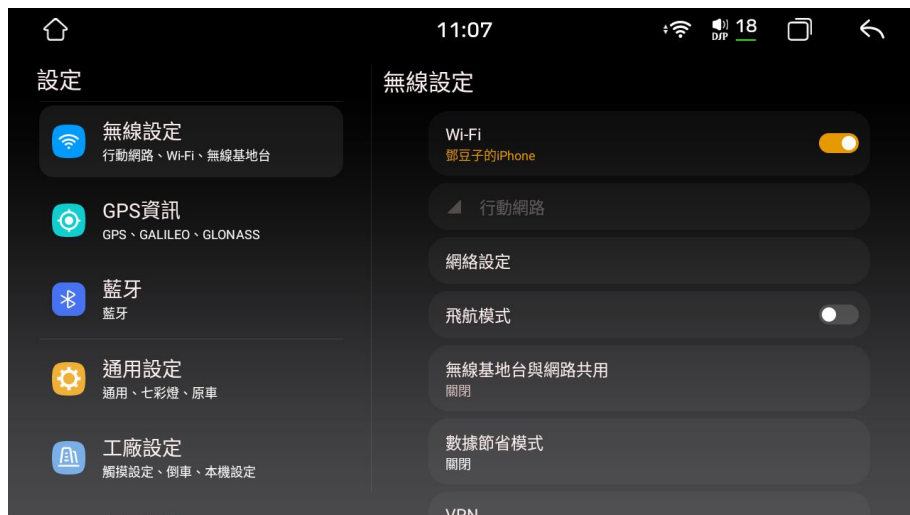 11:07
DSP 18
設定
無線設定
行動網路、Wi-Fi、無線基地台
GPS資訊
GPS、GALILEO、GLONASS
藍牙
藍牙
通用設定
通用、七彩燈、原車
工廠設定
觸摸設定、倒車、本機設定
無線設定
Wi-Fi
鄧豆子的iPhone
行動網路
網絡設定
飛航模式
無線基地台與網路共用
關閉
數據節省模式
關閉
VPN